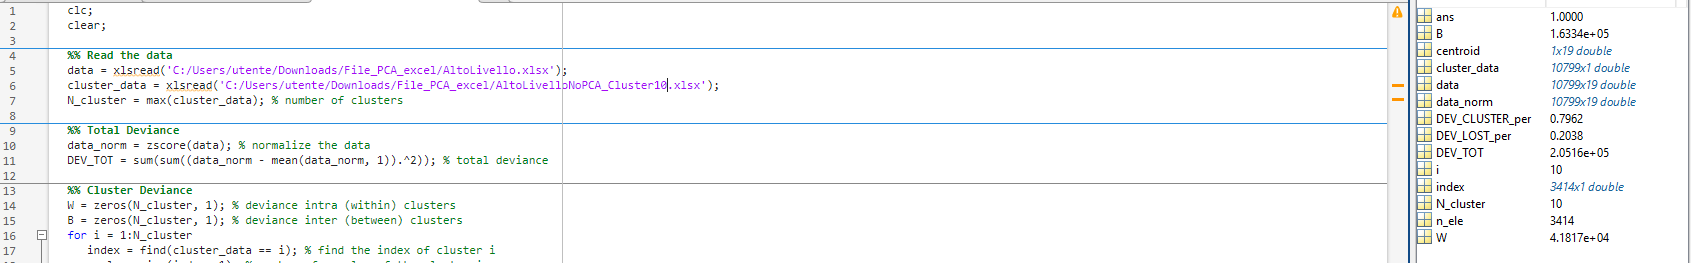 1 clc;
2 clear;
3
4 %% Read the data
5 data = xlsread('C:/Users/utente/Downloads/File_PCA_excel/AltoLivello.xlsx');
6 cluster_data = xlsread('C:/Users/utente/Downloads/File_PCA_excel/AltoLivelloNoPCA_Cluster10.xlsx');
7 N_cluster = max(cluster_data); % number of clusters
8
9 %% Total Deviance
10 data_norm = zscore(data); % normalize the data
11 DEV_TOT = sum(sum((data_norm - mean(data_norm, 1)).^2)); % total deviance
12
13 %% Cluster Deviance
14 W = zeros(N_cluster, 1); % deviance intra (within) clusters
15 B = zeros(N_cluster, 1); % deviance inter (between) clusters
16 for i = 1:N_cluster
17 index = find(cluster_data == i); % find the index of cluster i
ans 1.0000
B 1.6334e+05
centroid 1x19 double
cluster_data 10799x1 double
data 10799x19 double
data_norm 10799x19 double
DEV_CLUSTER_per 0.7962
DEV_LOST_per 0.2038
DEV_TOT 2.0516e+05
i 10
index 3414x1 double
N_cluster 10
n_ele 3414
W 4.1817e+04